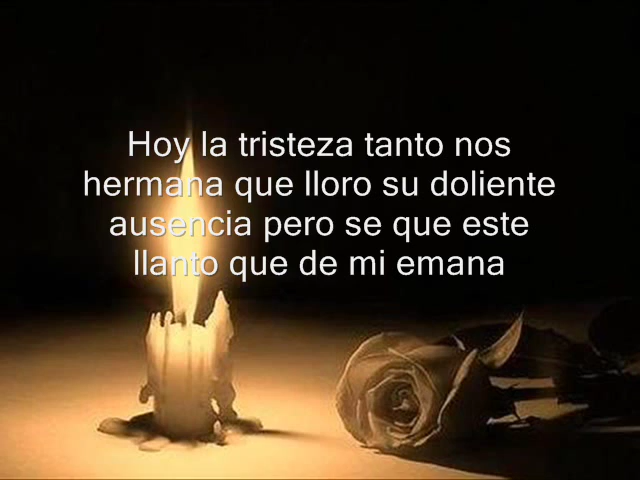 Hoy la tristeza tanto nos
hermana que lloro su doliente
ausencia pero se que este
llanto que de mi emana